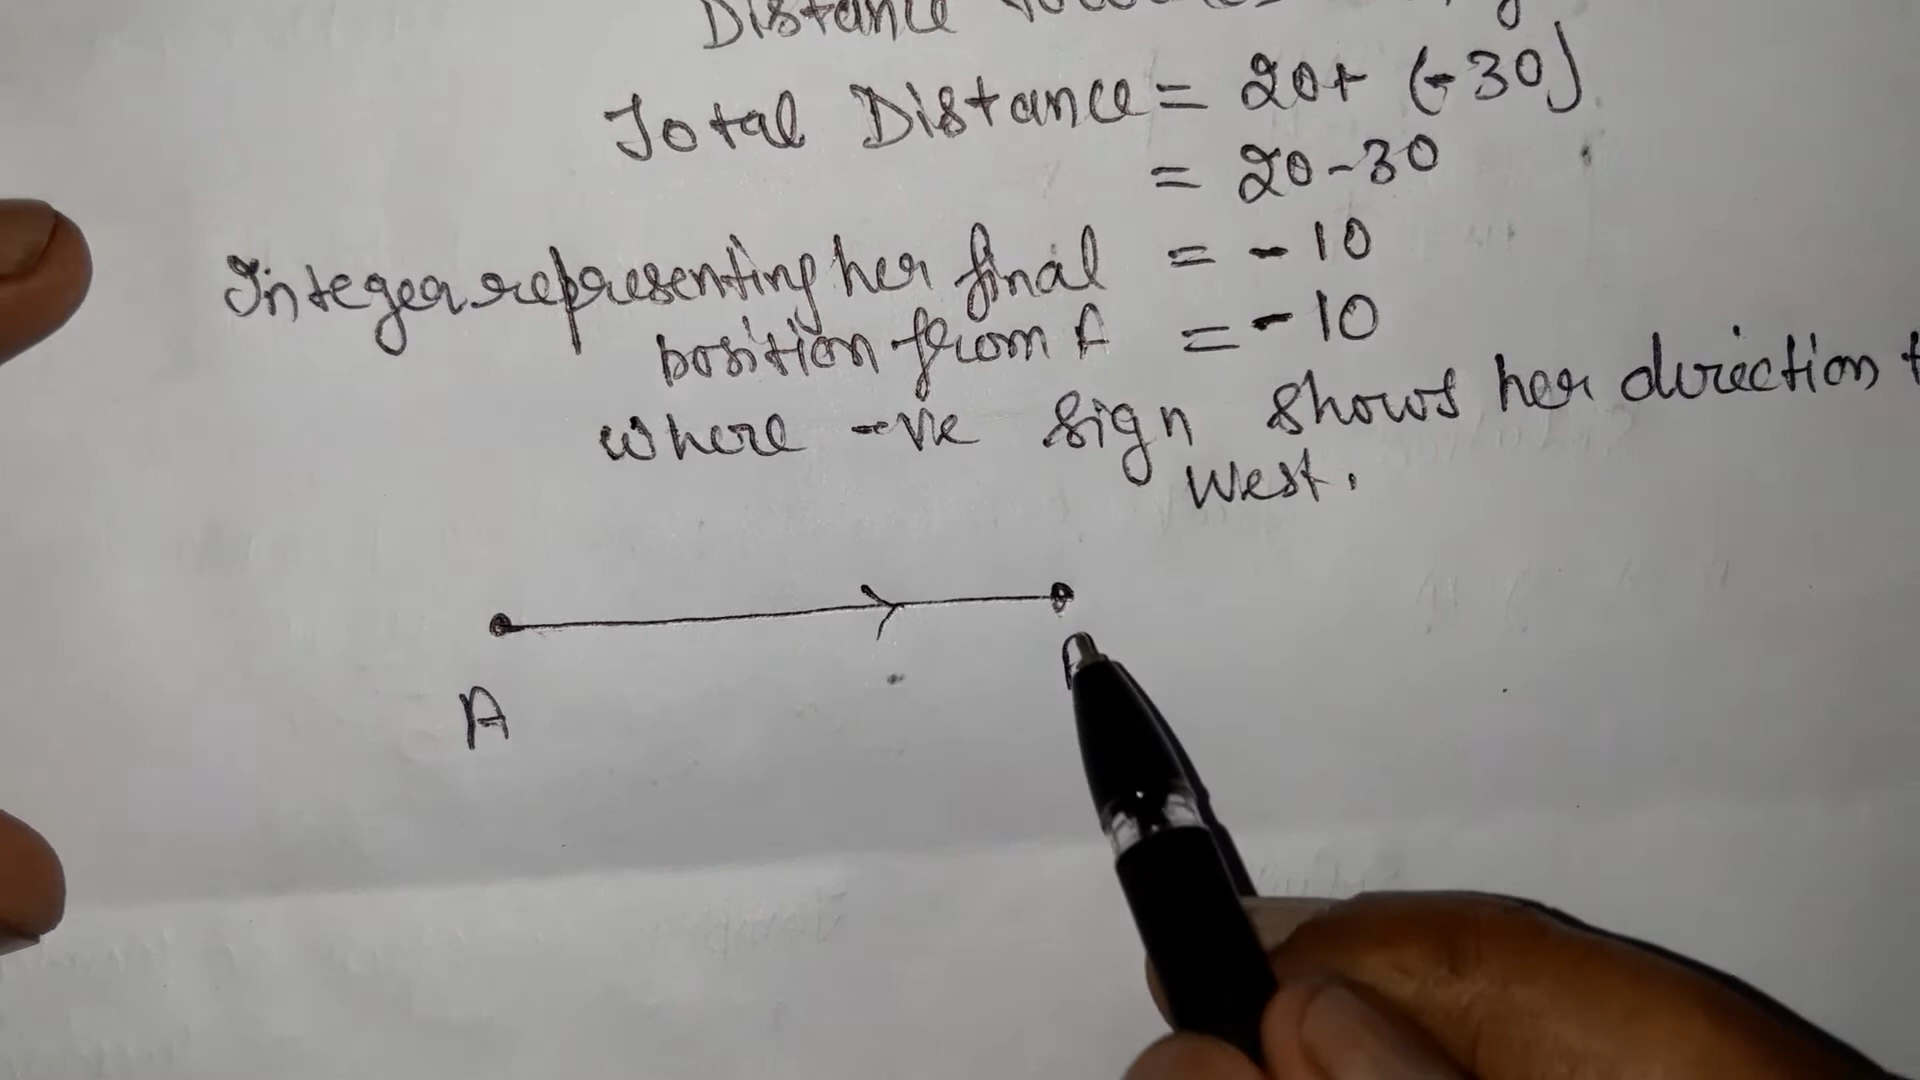 Distance
Total Distance = 20+ (-30)
= 20-30
= -10
Integer representing her final
position from A = -10
where -ve sign shows her direction
West.
A